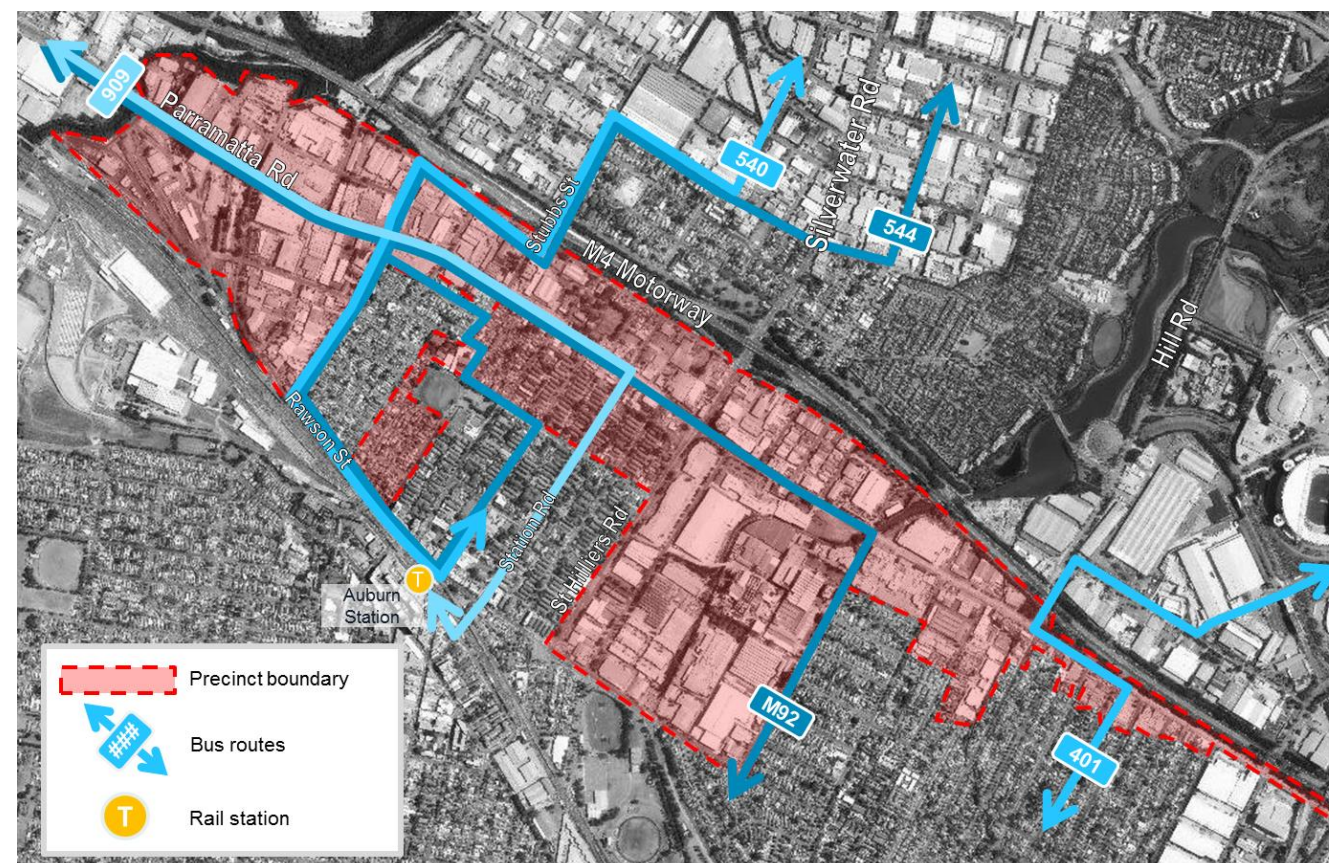 909
Parramatta Rd
540
Silverwater Rd
544
Stubbs St
M4 Motorway
Hill Rd
Rawson St
Station Rd
St Hilliers Rd
T
Auburn
Station
M92
401
Precinct boundary
###
Bus routes
T
Rail station